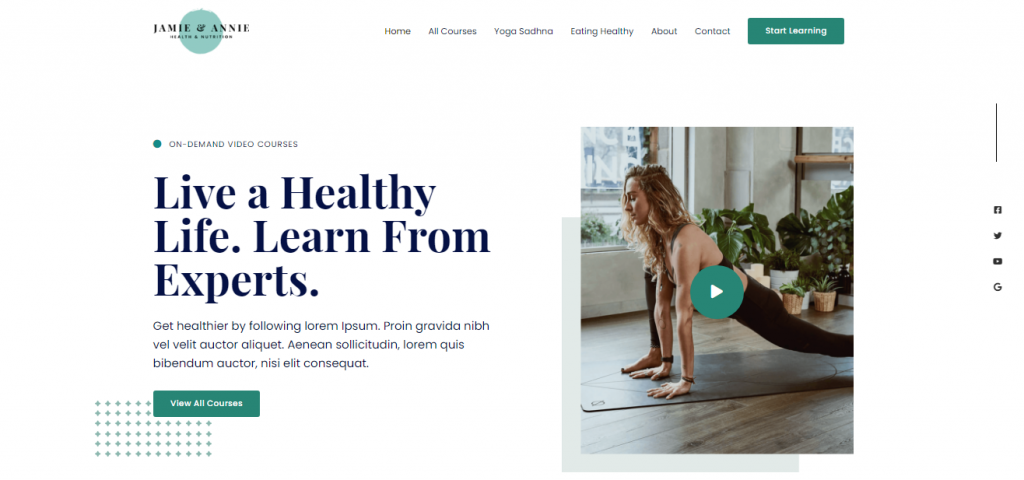 JAMIE & ANNIE
HEALTH & NUTRITION
Home All Courses Yoga Sadhna Eating Healthy About Contact Start Learning
ON-DEMAND VIDEO COURSES
Live a Healthy
Life. Learn From
Experts.
Get healthier by following lorem Ipsum. Proin gravida nibh
vel velit auctor aliquet. Aenean sollicitudin, lorem quis
bibendum auctor, nisi elit consequat.
View All Courses